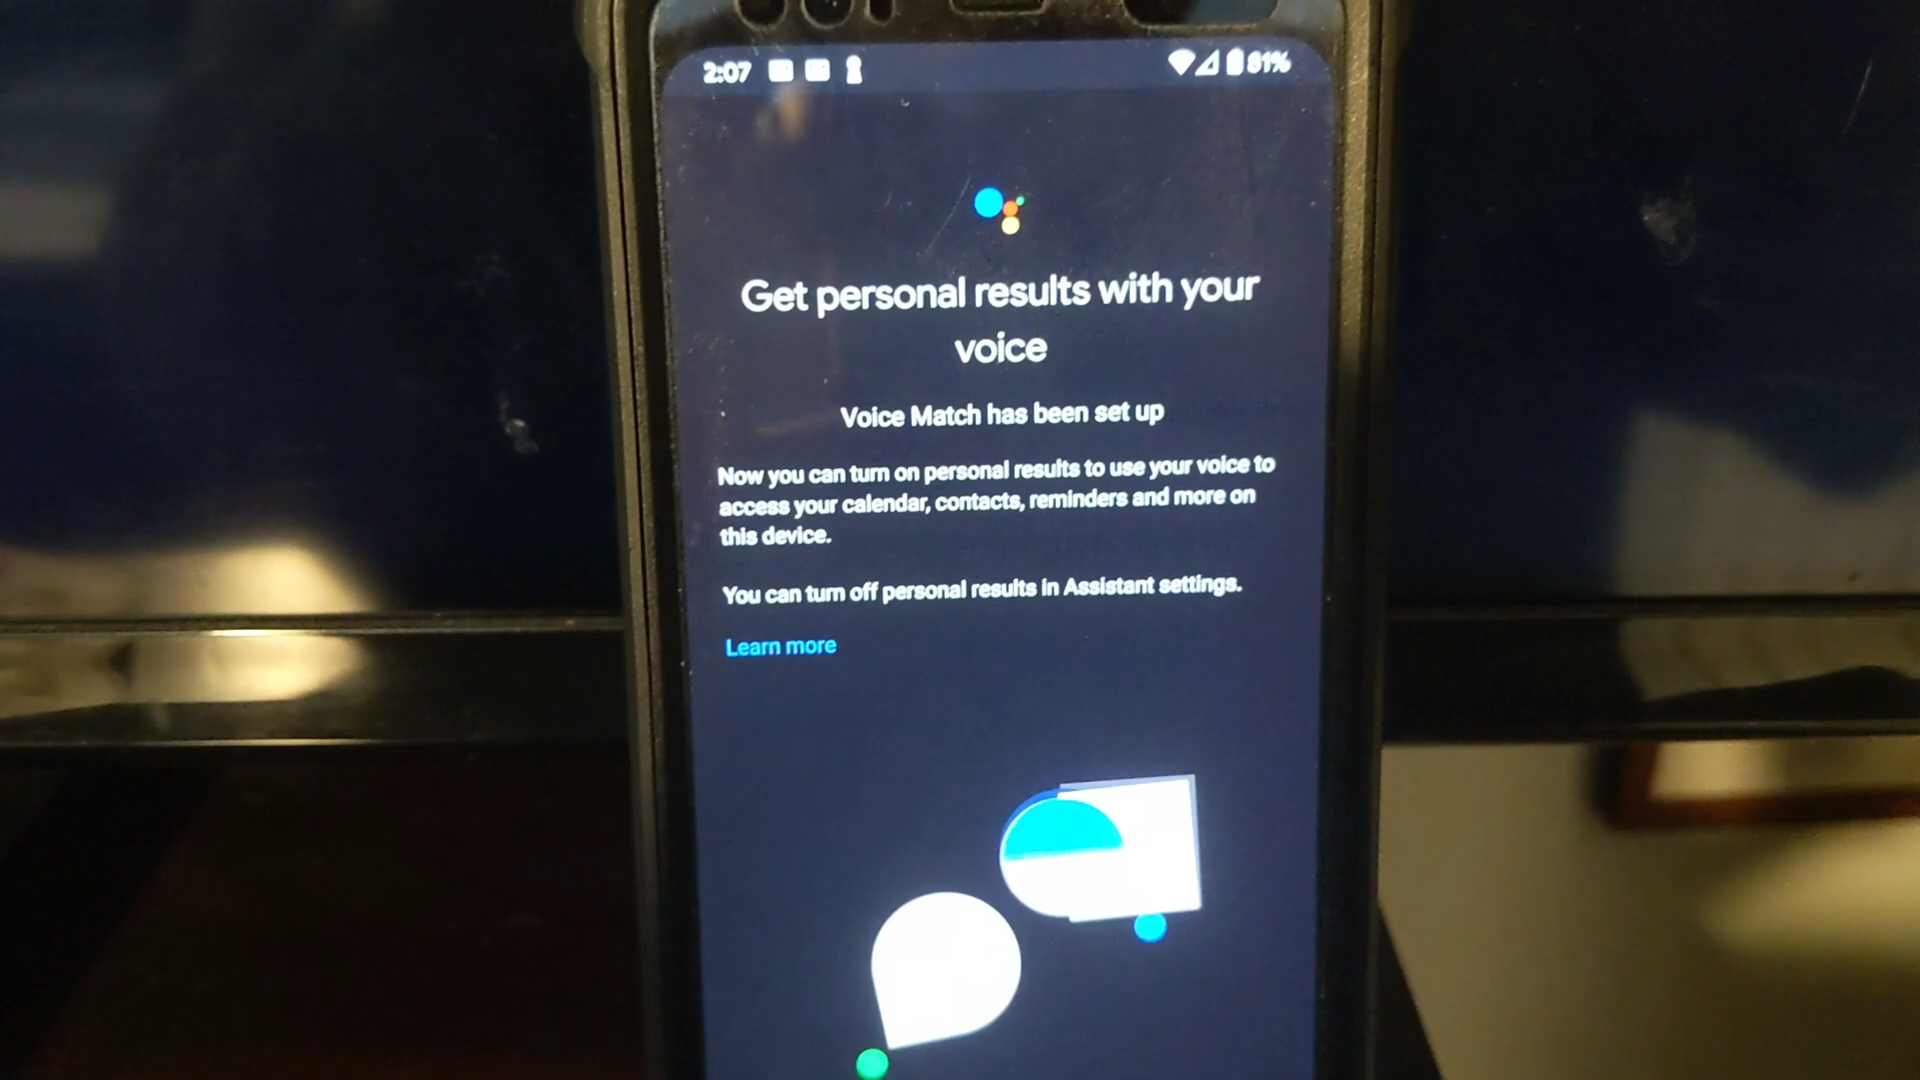 2:07 81%
Get personal results with your
voice
Voice Match has been set up
Now you can turn on personal results to use your voice to
access your calendar, contacts, reminders and more on
this device.
You can turn off personal results in Assistant settings.
Learn more